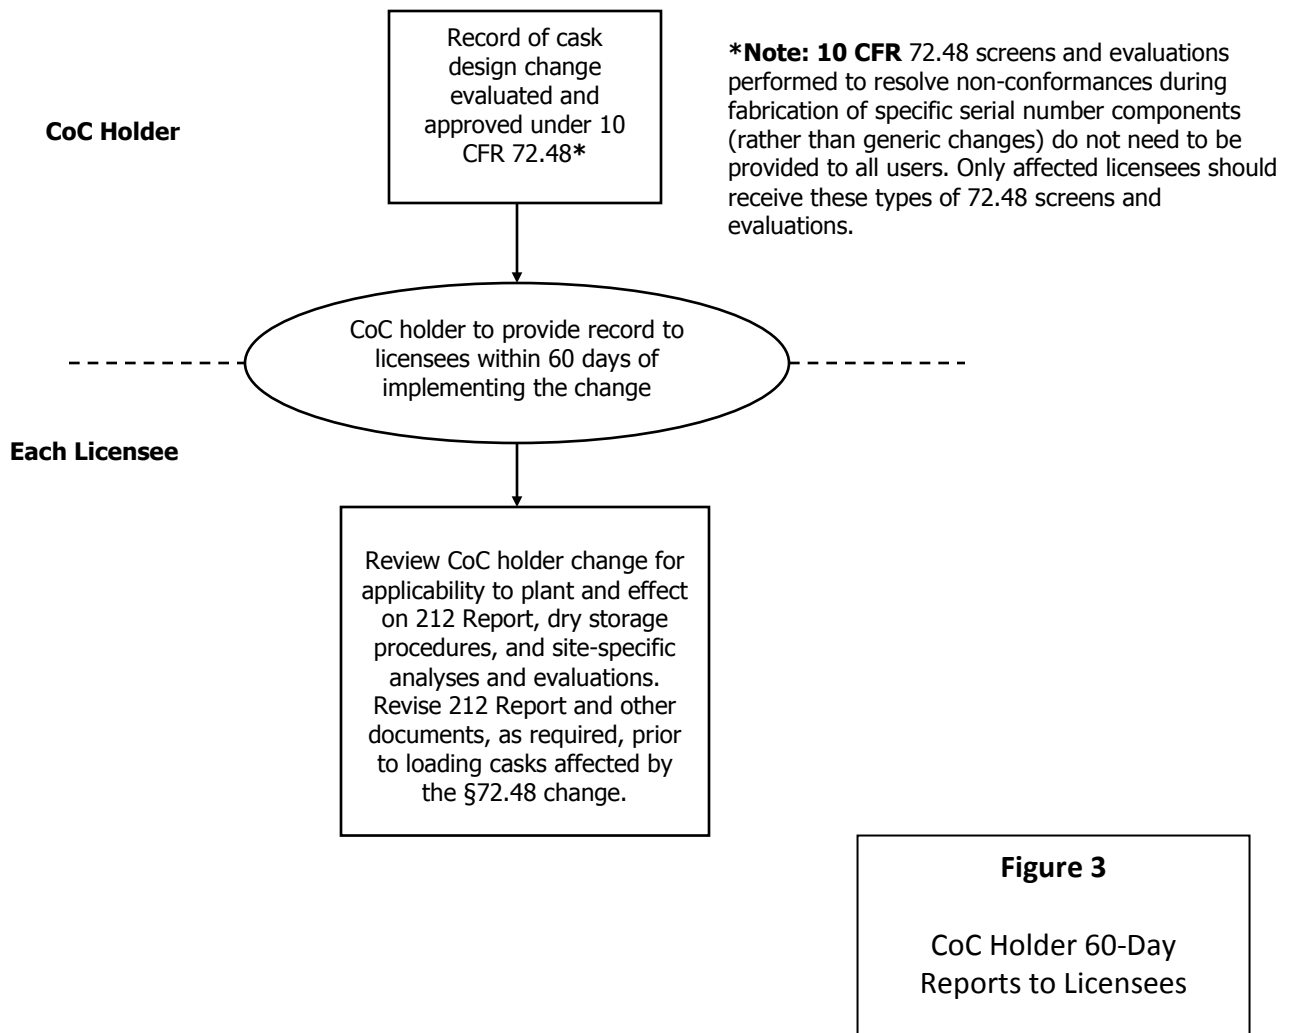 Record of cask
design change
evaluated and
approved under 10
CFR 72.48*
*Note: 10 CFR 72.48 screens and evaluations
performed to resolve non-conformances during
fabrication of specific serial number components
(rather than generic changes) do not need to be
provided to all users. Only affected licensees should
receive these types of 72.48 screens and
evaluations.
CoC Holder
CoC holder to provide record to
licensees within 60 days of
implementing the change
Each Licensee
Review CoC holder change for
applicability to plant and effect
on 212 Report, dry storage
procedures, and site-specific
analyses and evaluations.
Revise 212 Report and other
documents, as required, prior
to loading casks affected by
the §72.48 change.
Figure 3
CoC Holder 60-Day
Reports to Licensees